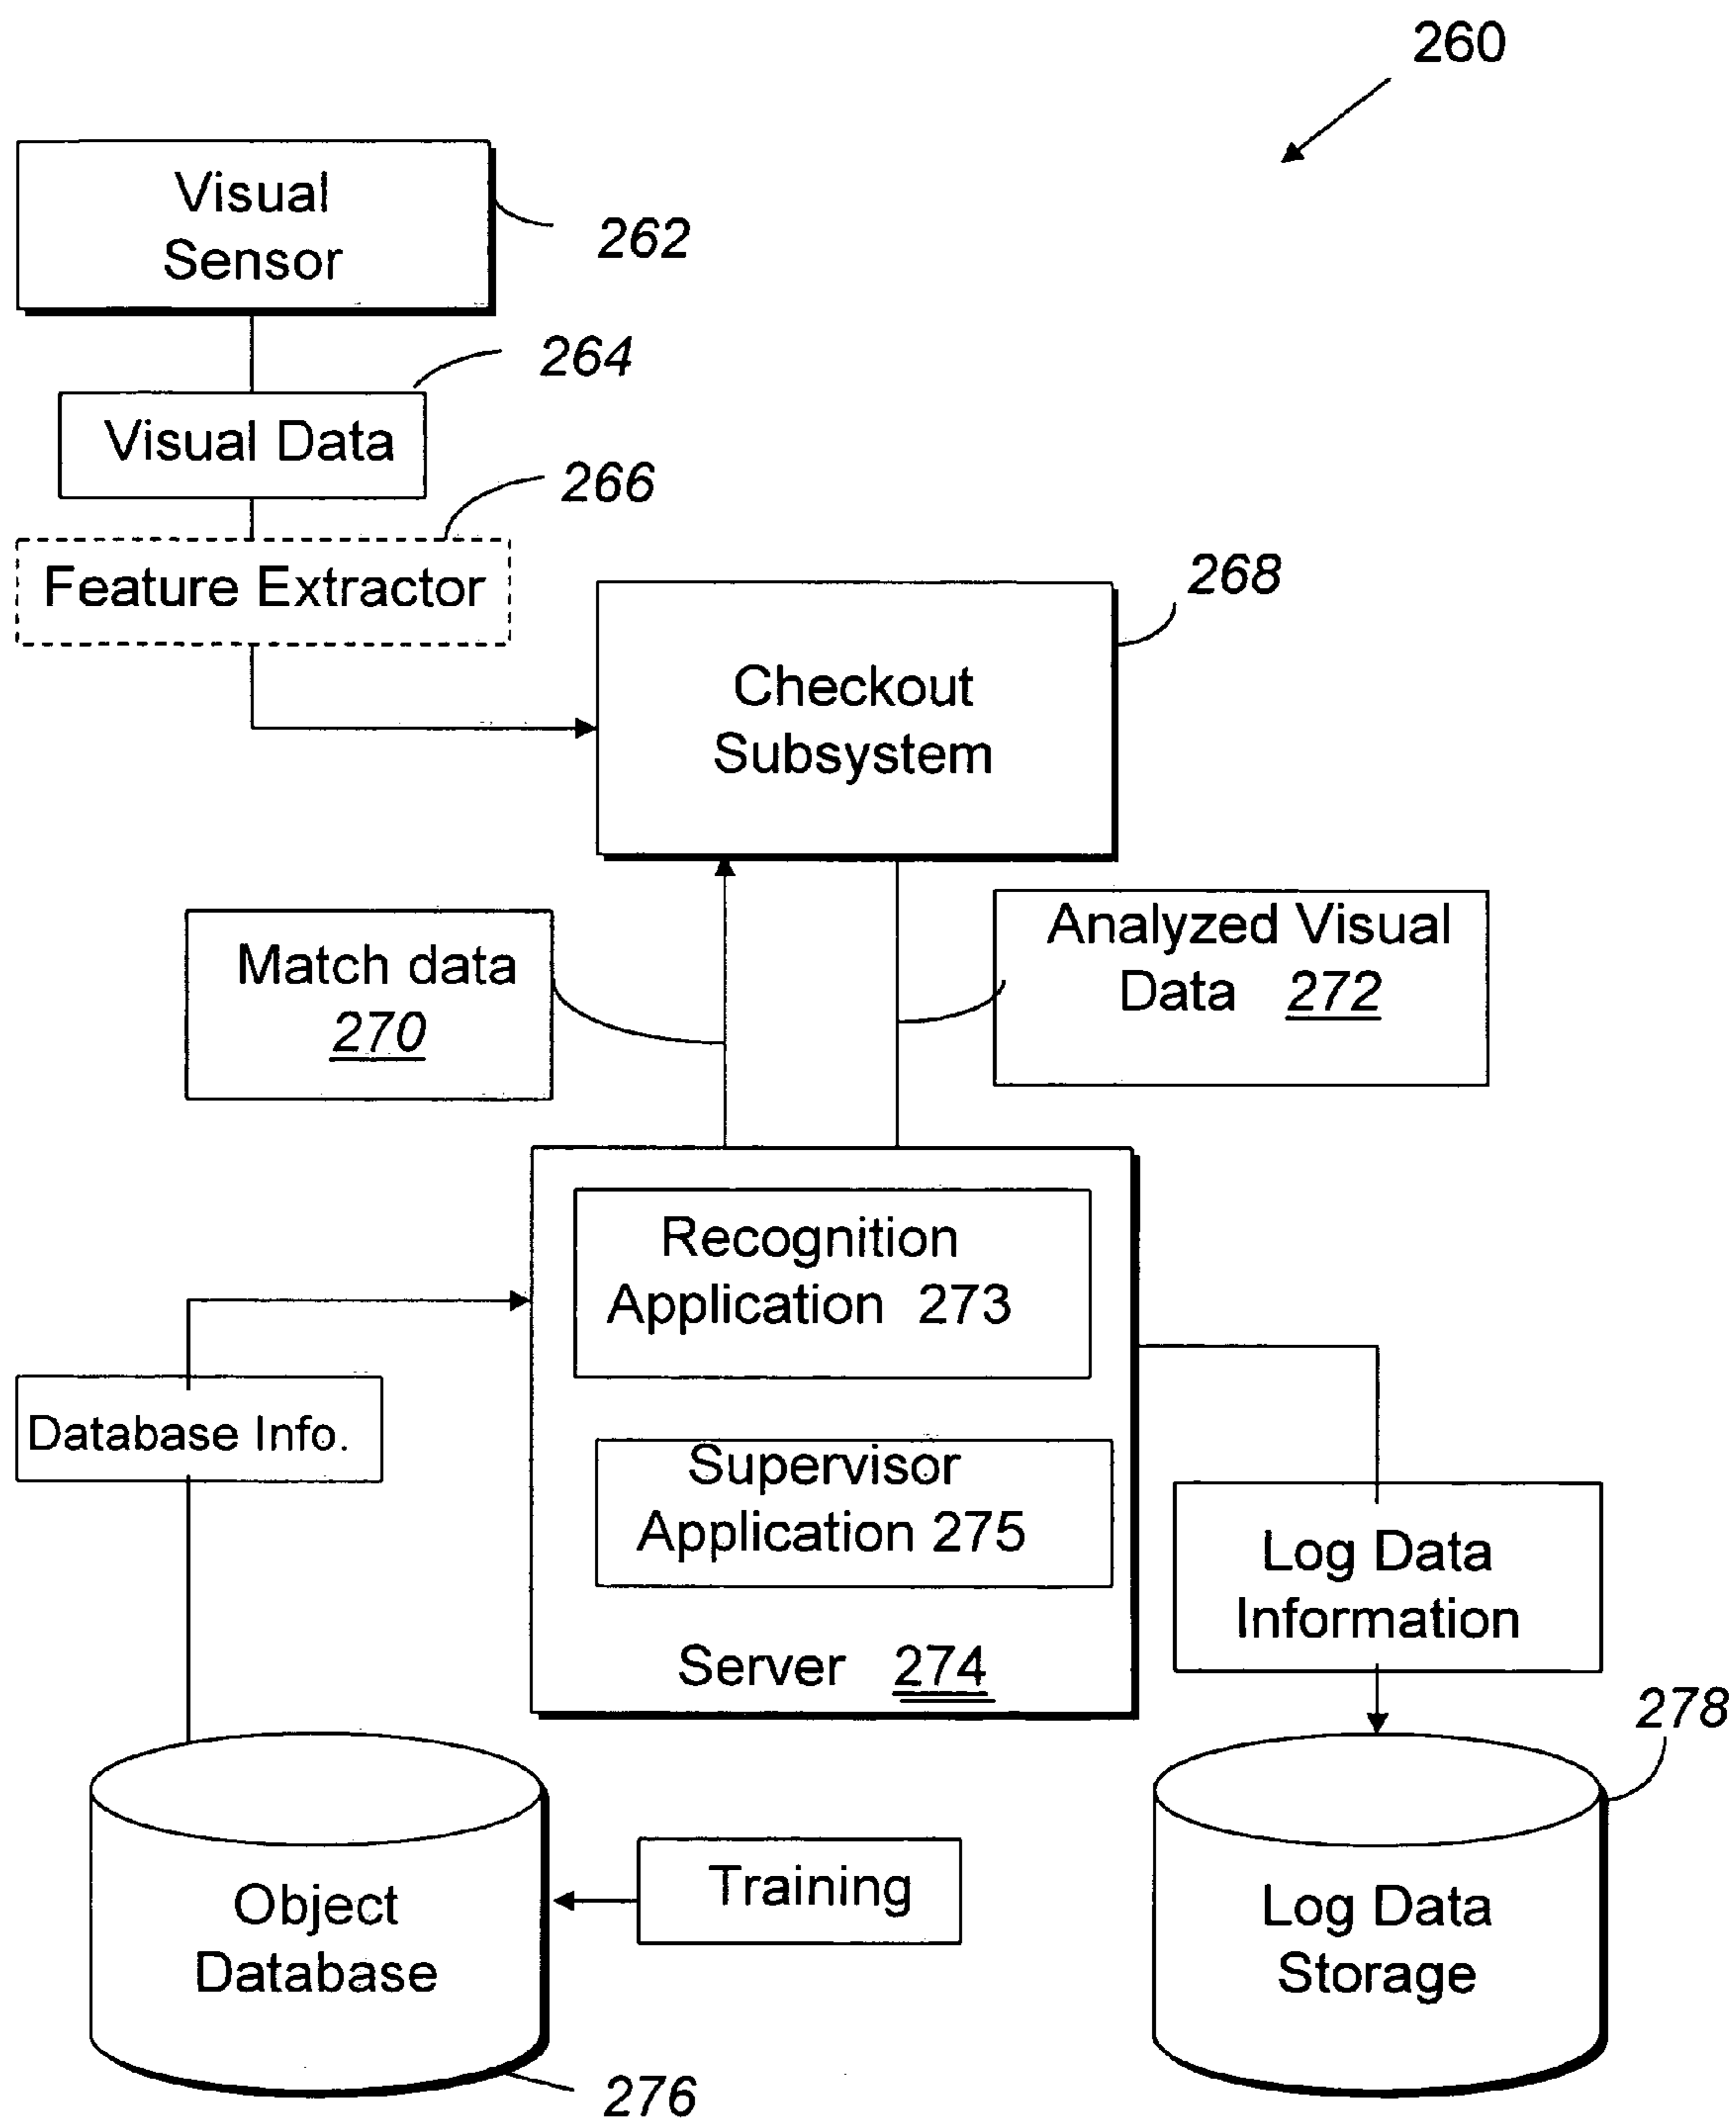 260
Visual
Sensor
262
264
Visual Data
266
Feature Extractor
268
Checkout
Subsystem
Match data
270
Analyzed Visual
Data 272
Recognition
Application 273
Database Info.
Supervisor
Application 275
Log Data
Information
Server 274
278
Object
Database
Training
Log Data
Storage
276